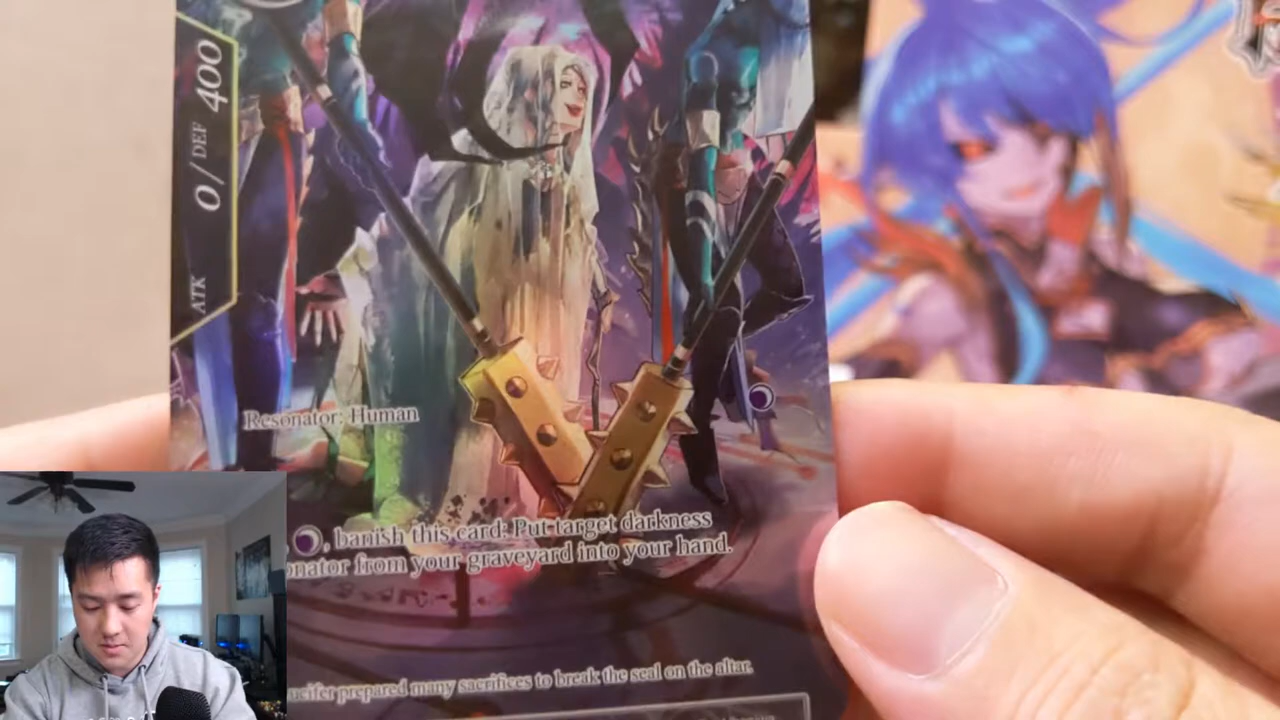 ATK 0 / DEF 400
Resonator: Human
, banish this card: Put target darkness
onator from your graveyard into your hand.
ucifer prepared many sacrifices to break the seal on the altar.